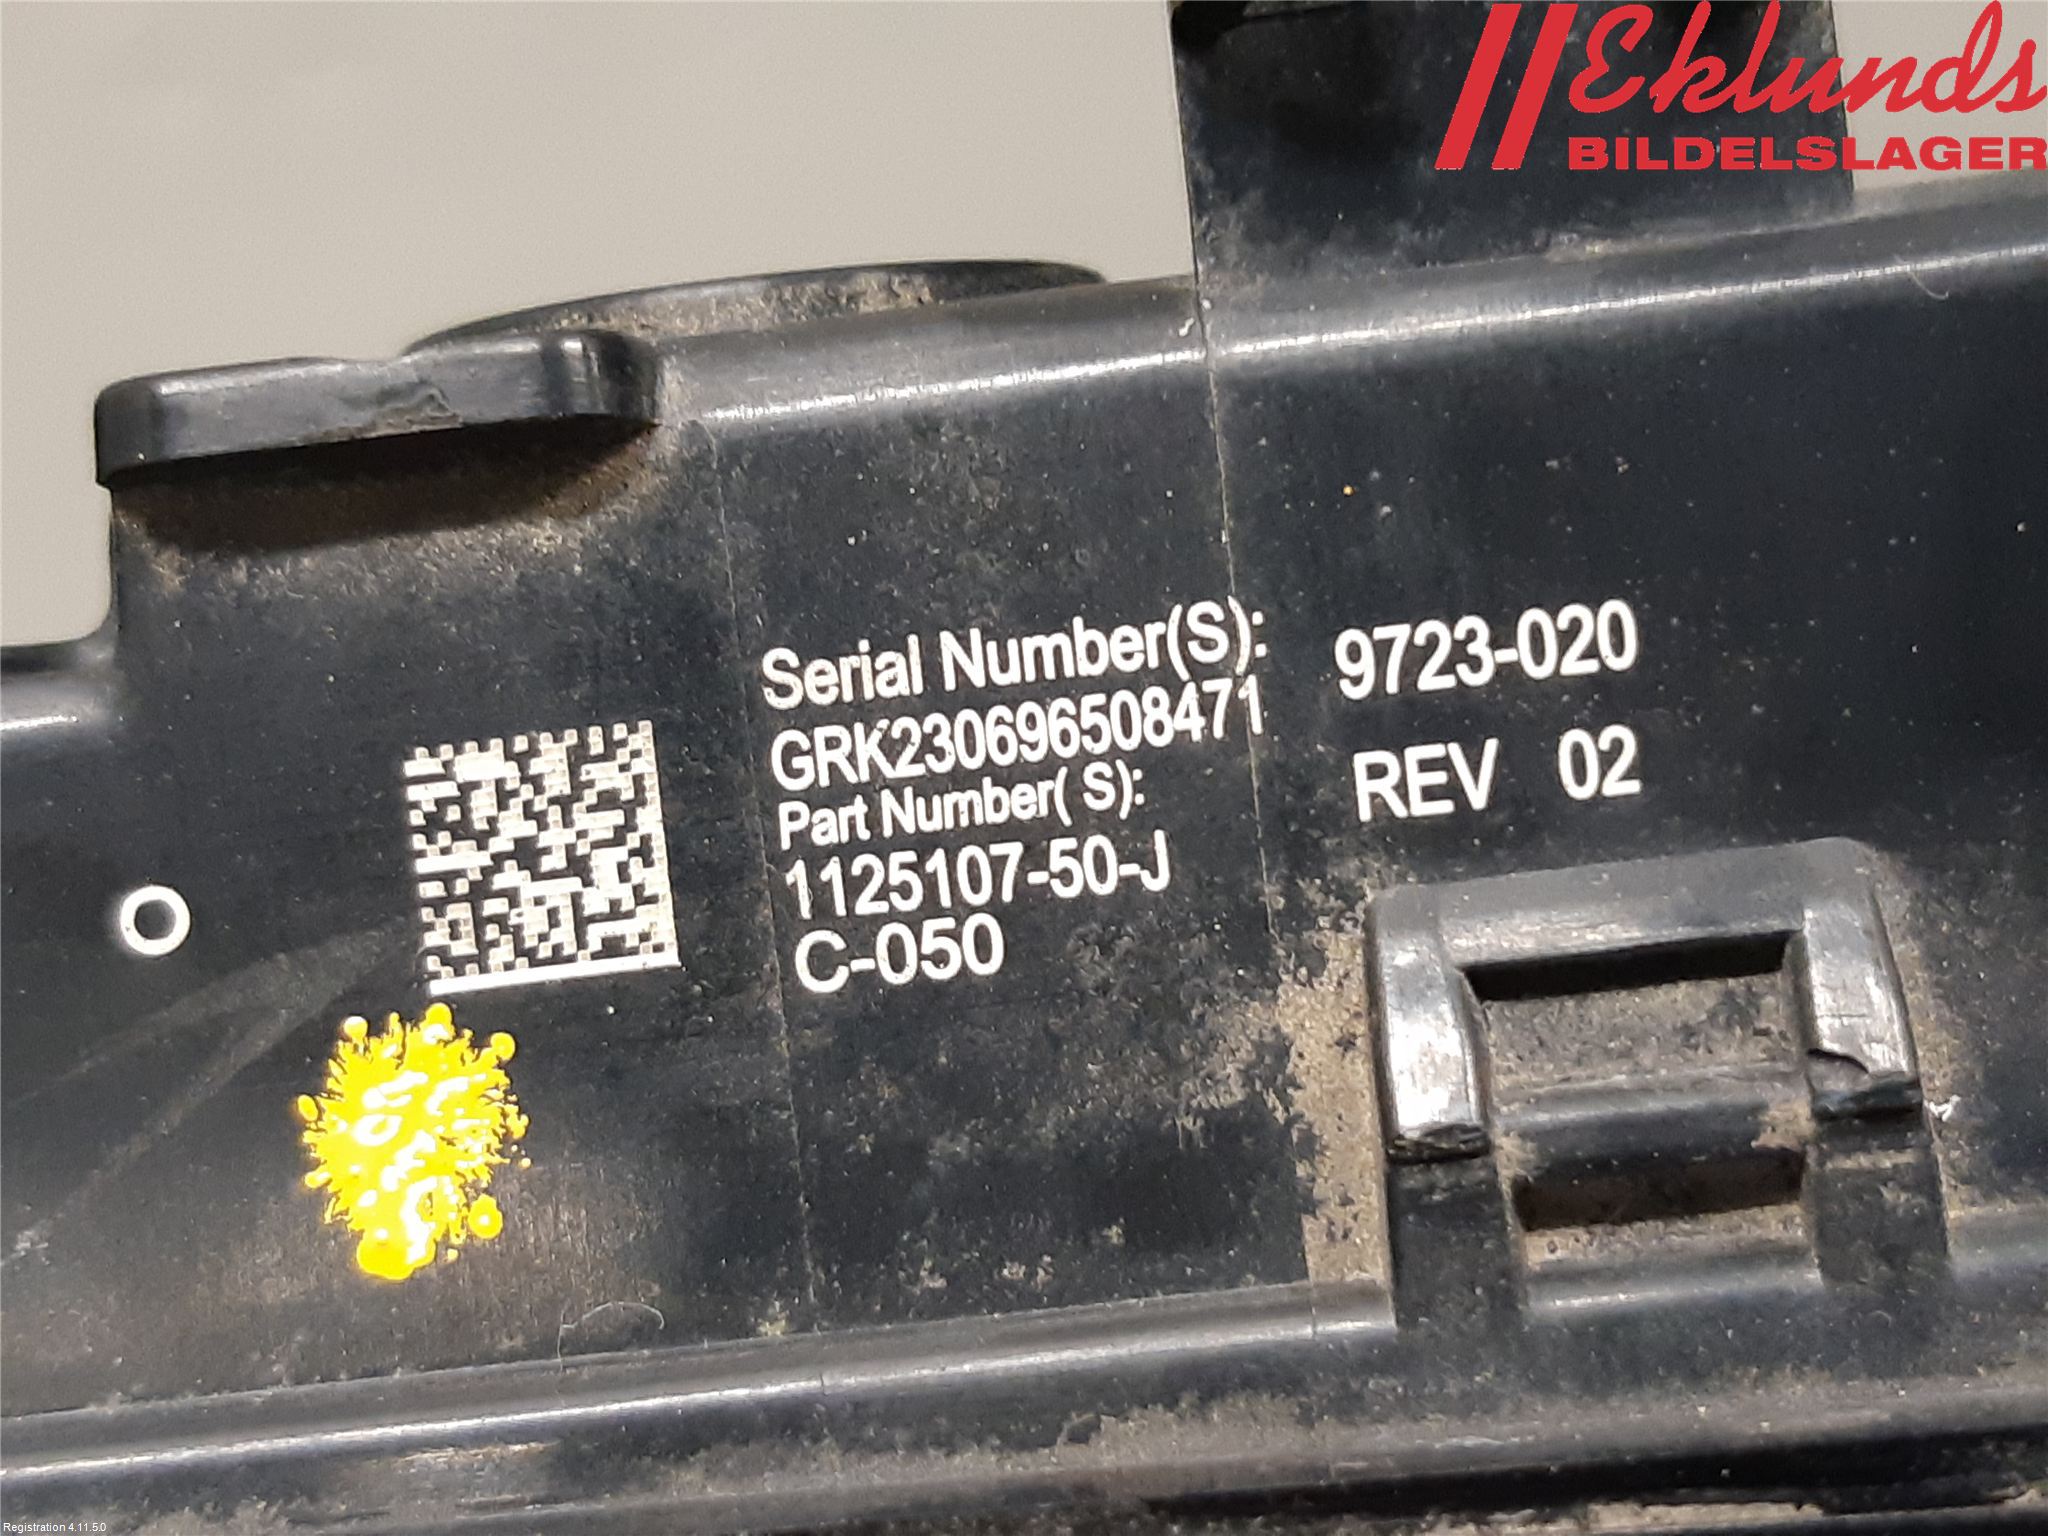 Eklunds
BILDELSLAGER
Serial Number(S):
GRK230696508471
Part Number( S):
1125107-50-J
C-050
9723-020
REV 02
Registration 4.11.5.0